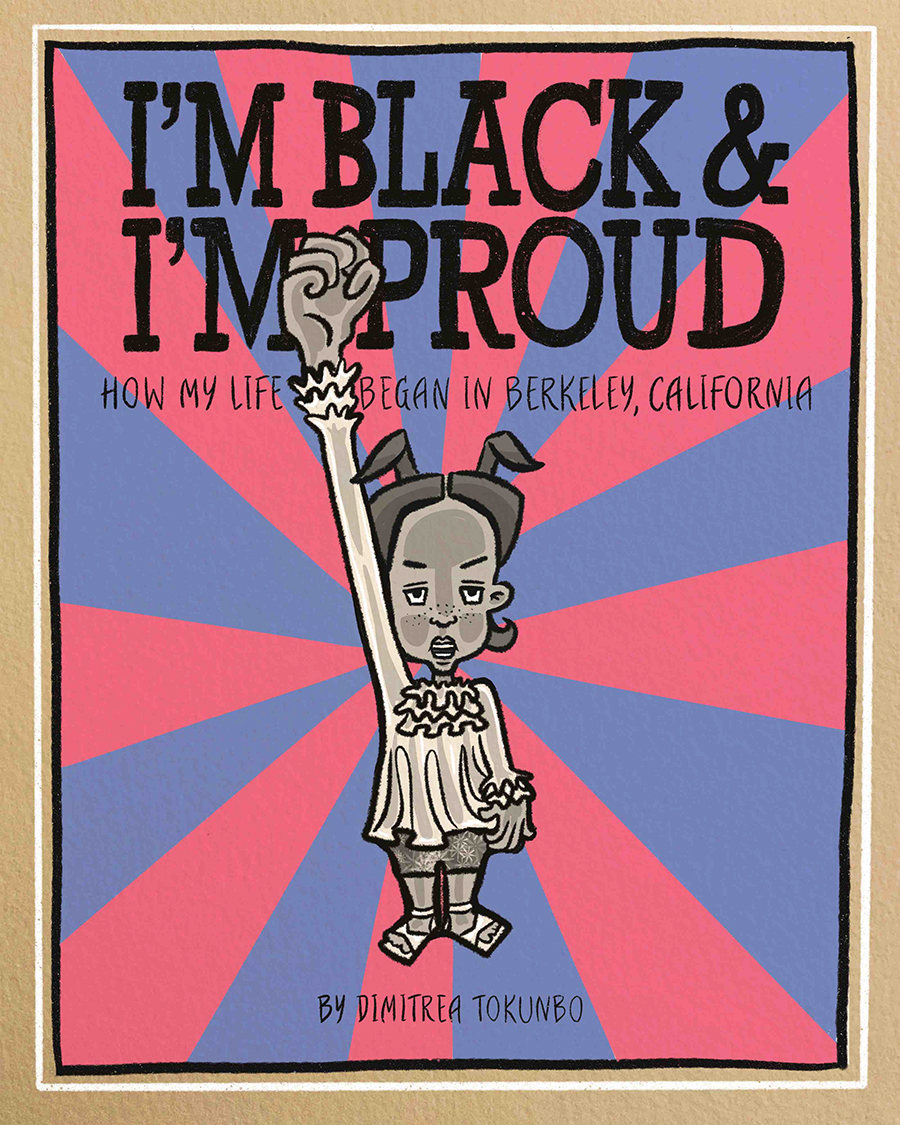 I'M BLACK &
I'M PROUD
HOW MY LIFE BEGAN IN BERKELEY, CALIFORNIA
BY DIMITREA TOKUNBO